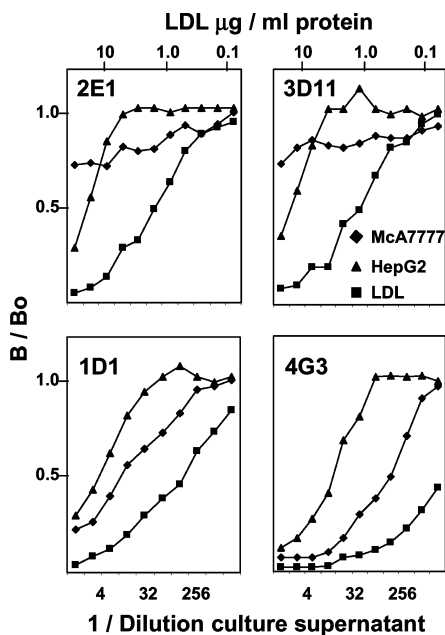 LDL μg / ml protein
10 1.0 0.1 10 1.0 0.1
2E1 3D11
1.0
0.5
McA7777
HepG2
LDL
B / Bo
1D1 4G3
1.0
0.5
4 32 256 4 32 256
1 / Dilution culture supernatant